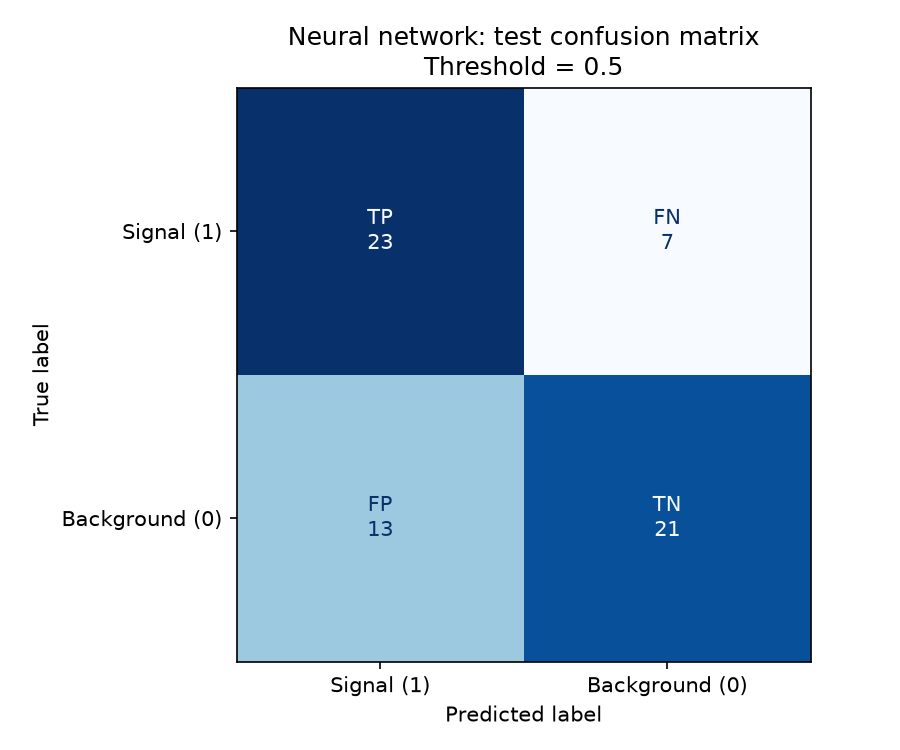 Neural network: test confusion matrix
Threshold = 0.5
True label
Signal (1)
TP
23
FN
7
Background (0)
FP
13
TN
21
Signal (1)
Background (0)
Predicted label